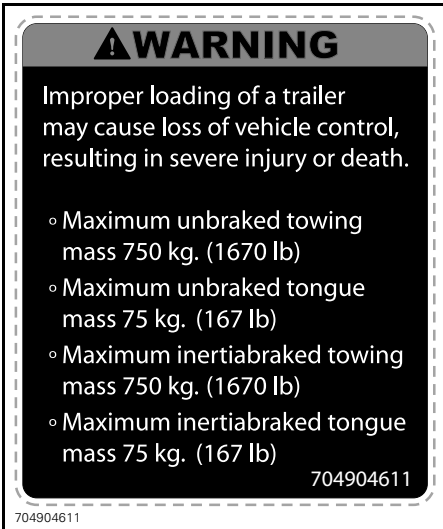 ⚠WARNING
Improper loading of a trailer
may cause loss of vehicle control,
resulting in severe injury or death.
◦ Maximum unbraked towing
mass 750 kg. (1670 lb)
◦ Maximum unbraked tongue
mass 75 kg. (167 lb)
◦ Maximum inertiabraked towing
mass 750 kg. (1670 lb)
◦ Maximum inertiabraked tongue
mass 75 kg. (167 lb)
704904611
704904611